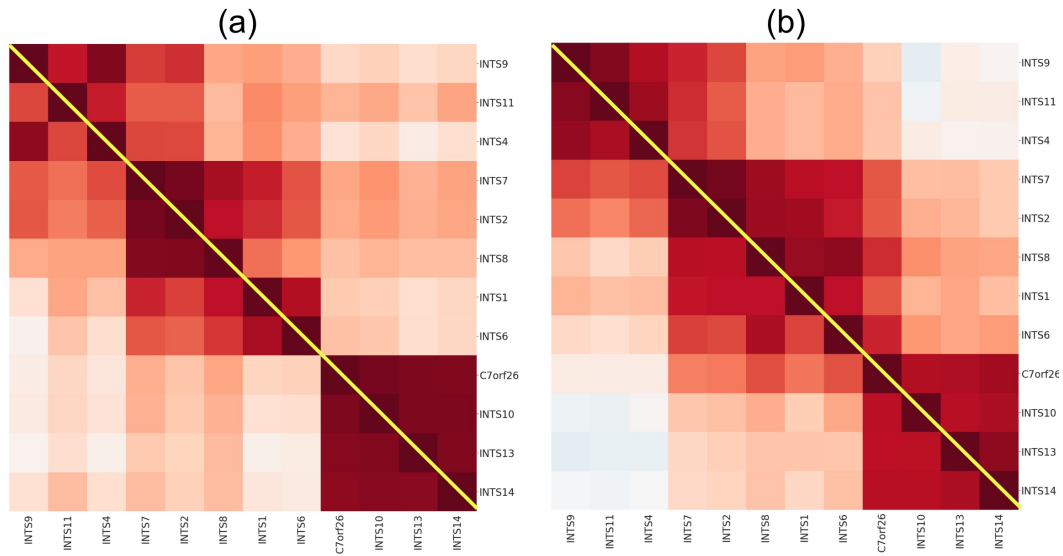 (a)
INTS9
INTS11
INTS4
INTS7
INTS2
INTS8
INTS1
INTS6
C7orf26
INTS10
INTS13
INTS14
INTS9
INTS11
INTS4
INTS7
INTS2
INTS8
INTS1
INTS6
C7orf26
INTS10
INTS13
INTS14
(b)
INTS9
INTS11
INTS4
INTS7
INTS2
INTS8
INTS1
INTS6
C7orf26
INTS10
INTS13
INTS14
INTS9
INTS11
INTS4
INTS7
INTS2
INTS8
INTS1
INTS6
C7orf26
INTS10
INTS13
INTS14